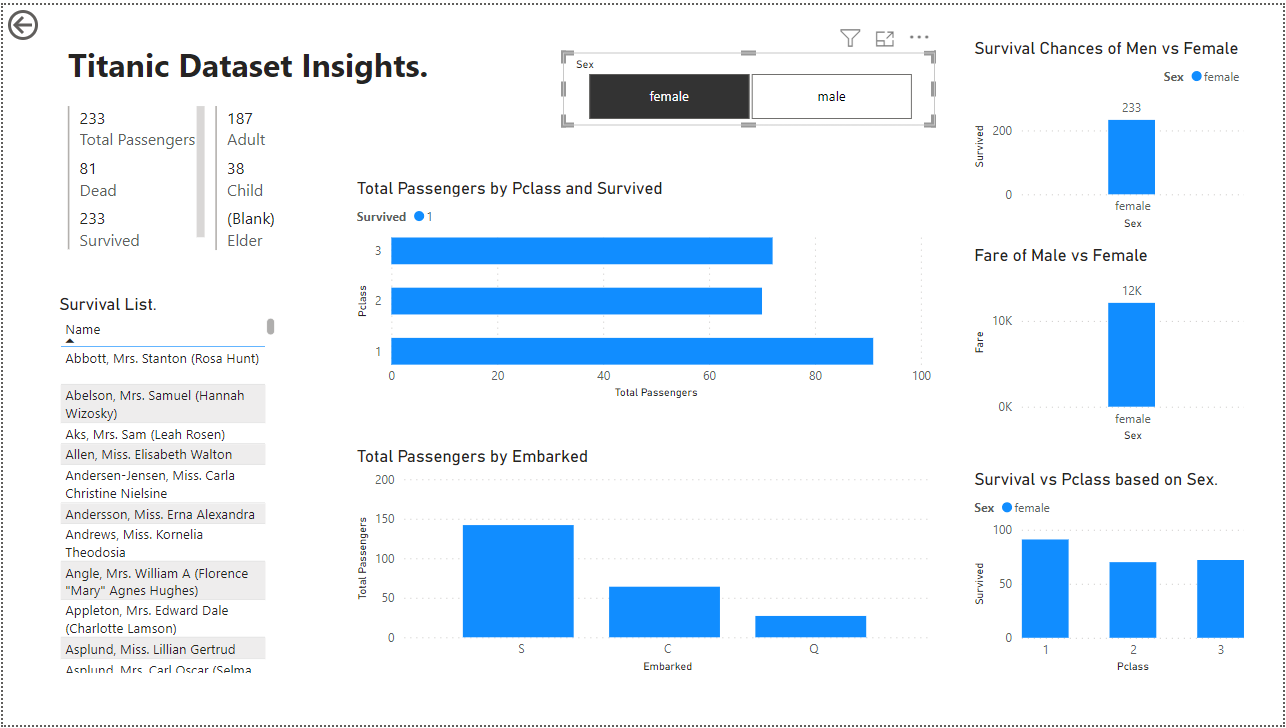 Titanic Dataset Insights.
233
Total Passengers
81
Dead
233
Survived
187
Adult
38
Child
(Blank)
Elder
Sex
female
male
Survival List.
Name
Abbott, Mrs. Stanton (Rosa Hunt)
Abelson, Mrs. Samuel (Hannah
Wizosky)
Aks, Mrs. Sam (Leah Rosen)
Allen, Miss. Elisabeth Walton
Andersen-Jensen, Miss. Carla
Christine Nielsine
Andersson, Miss. Erna Alexandra
Andrews, Miss. Kornelia
Theodosia
Angle, Mrs. William A (Florence
"Mary" Agnes Hughes)
Appleton, Mrs. Edward Dale
(Charlotte Lamson)
Asplund, Miss. Lillian Gertrud
Asplund, Mrs. Carl Oscar (Selma
Total Passengers by Pclass and Survived
Survived 1
Pclass
3
2
1
0 20 40 60 80 100
Total Passengers
Total Passengers by Embarked
Total Passengers
200
150
100
50
0
S C Q
Embarked
Survival Chances of Men vs Female
Sex female
Survived
233
200
0
female
Sex
Fare of Male vs Female
Fare
12K
10K
0K
female
Sex
Survival vs Pclass based on Sex.
Sex female
Survived
100
50
0
1 2 3
Pclass